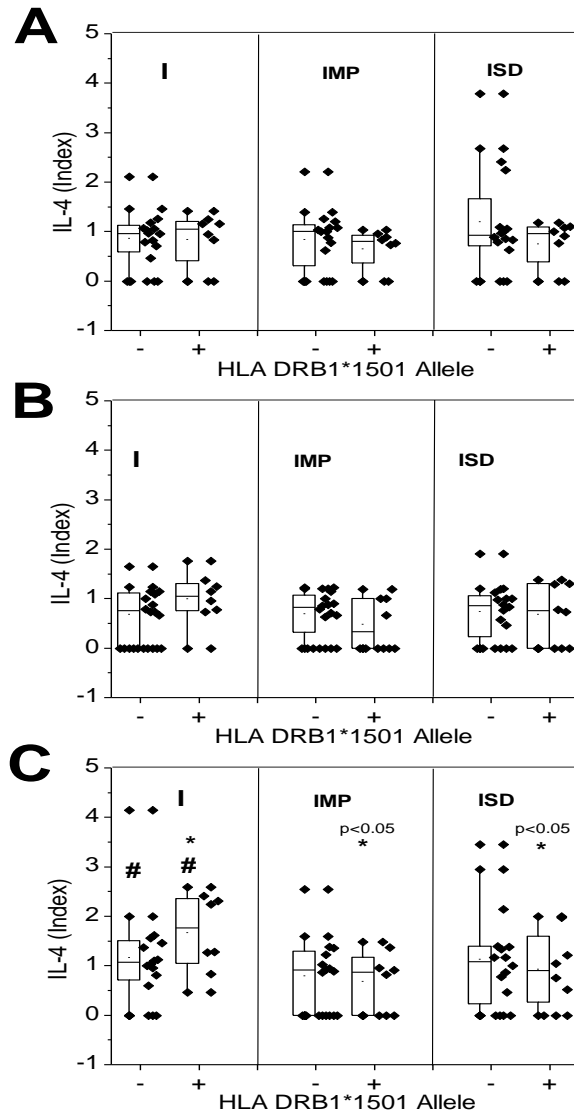 A
5
I
IMP
ISD
4
3
2
1
0
-1
IL-4 (Index)
- + - + - +
HLA DRB1*1501 Allele
B
5
I
IMP
ISD
4
3
2
1
0
-1
IL-4 (Index)
- + - + - +
HLA DRB1*1501 Allele
C
5
I
IMP
ISD
4
p<0.05
p<0.05
* * *
# #
3
2
1
0
-1
IL-4 (Index)
- + - + - +
HLA DRB1*1501 Allele